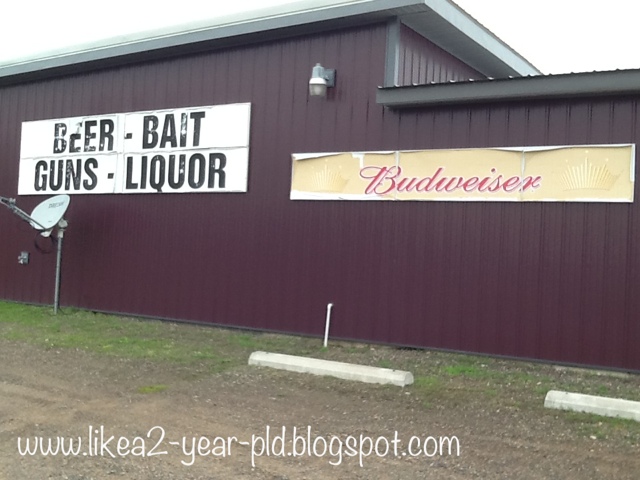 BEER - BAIT
GUNS - LIQUOR
Budweiser
www.likea2-year-pld.blogspot.com